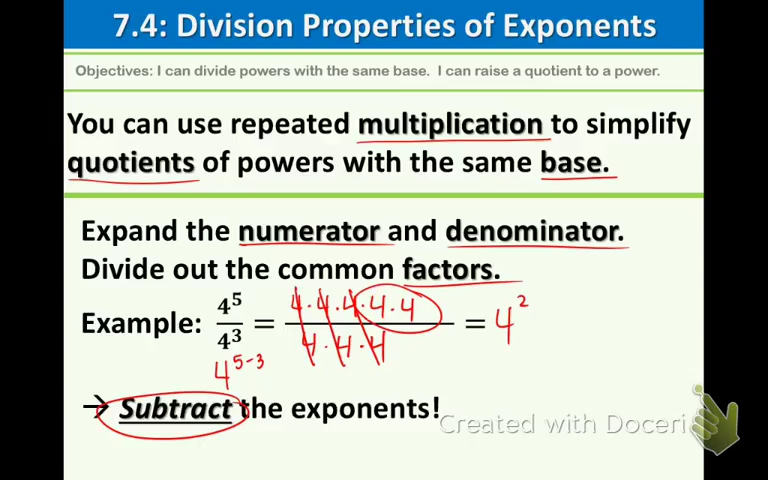 7.4: Division Properties of Exponents
Objectives: I can divide powers with the same base. I can raise a quotient to a power.
You can use repeated multiplication to simplify
quotients of powers with the same base.
Expand the numerator and denominator.
Divide out the common factors.
Example: 4⁵/4³ = 4·4·4·4·4/4·4·4 = 4²
4⁵⁻³
→ Subtract the exponents!
Created with Doceri